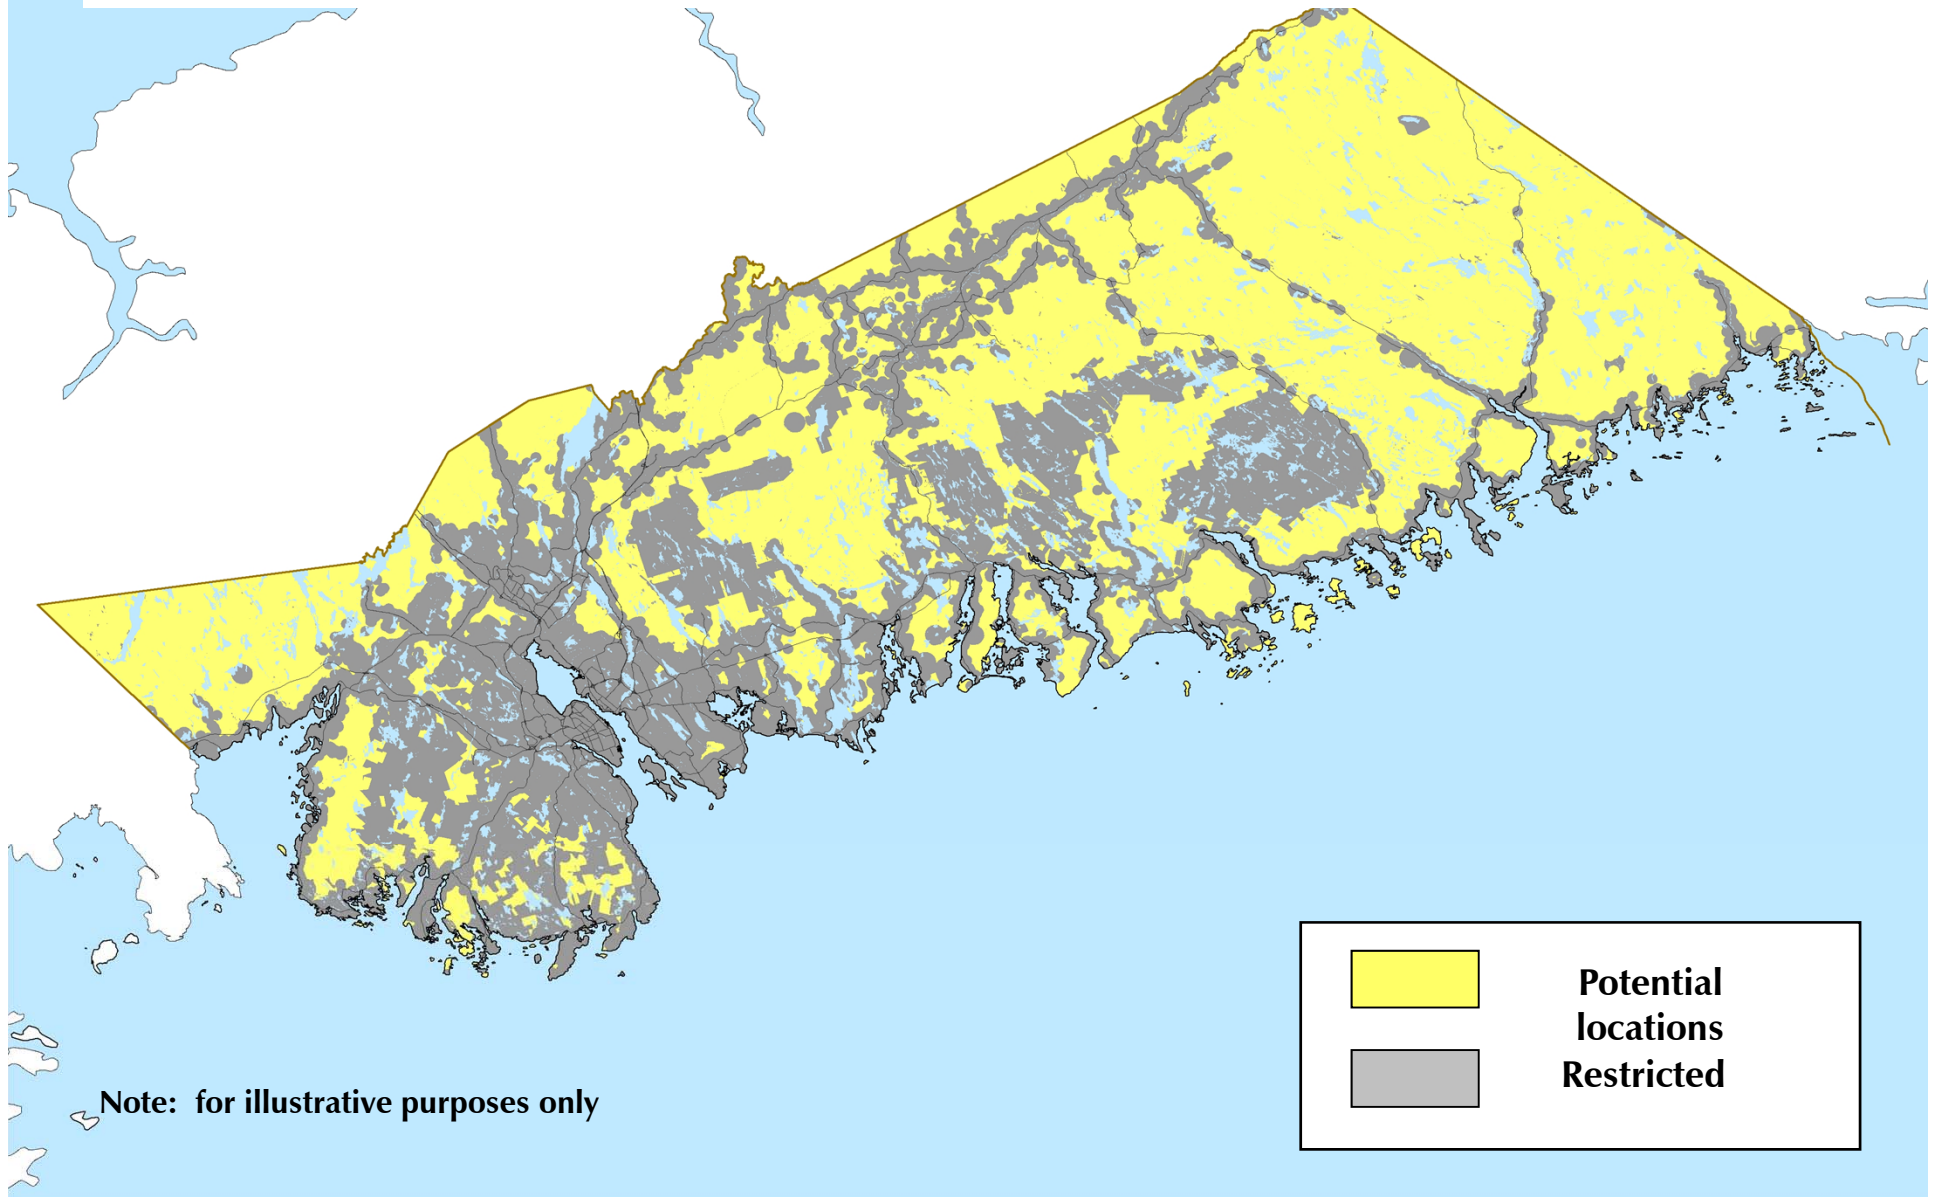 Potential
locations
Restricted
Note: for illustrative purposes only